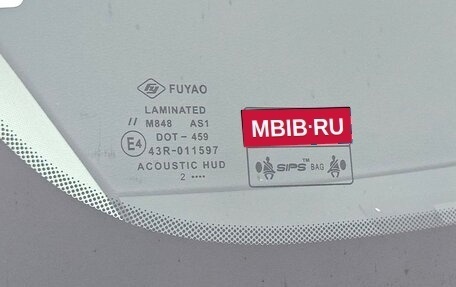 FUYAO
LAMINATED
// M848 AS1
DOT-459
E4
43R-011597
ACOUSTIC HUD
2 ••••
MBIB·RU
SIPS™ BAG